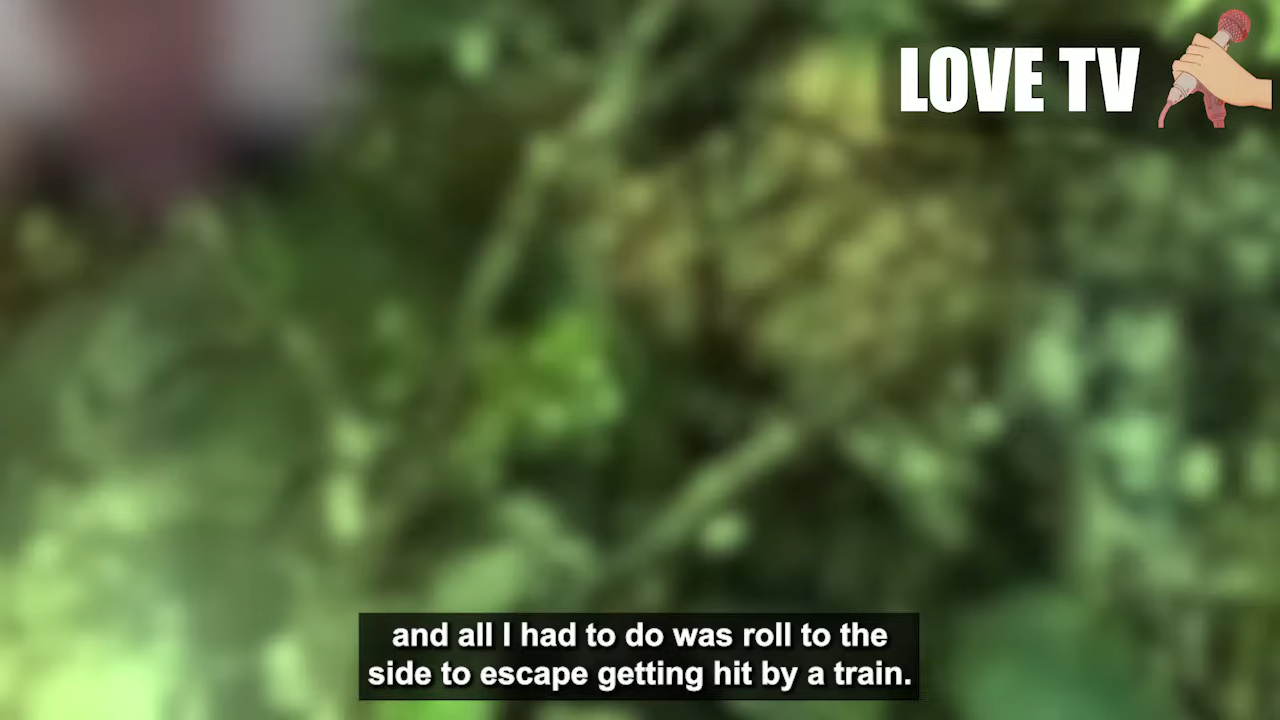 LOVE TV
and all I had to do was roll to the
side to escape getting hit by a train.